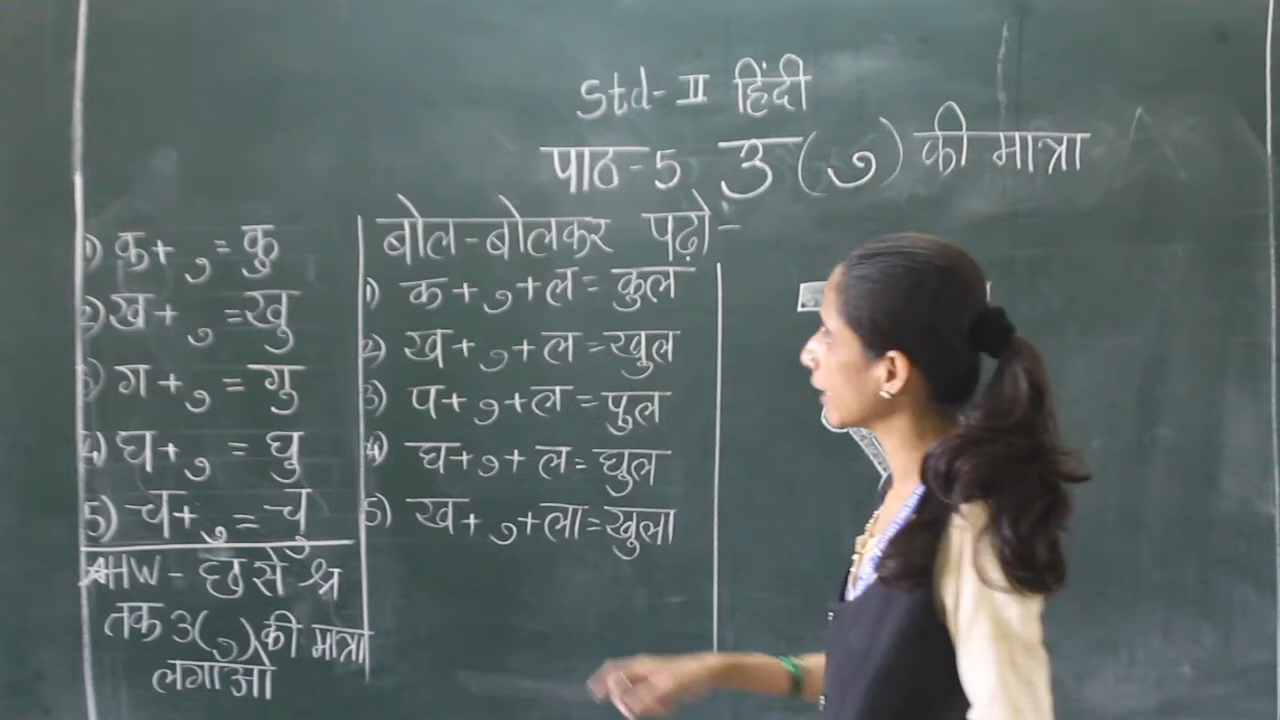 Std-II हिंदी
पाठ-5 उ(ु) की मात्रा
1) क+ ु = कु
2) ख+ ु = खु
3) ग+ ु = गु
4) घ+ ु = घु
5) च+ ु = चु
HW- छ से श्र
तक उ(ु) की मात्रा
लगाओ
बोल-बोलकर पढ़ो-
1) क+ ु+ल= कुल
2) ख+ ु+ल=खुल
3) प+ ु+ल=पुल
4) घ+ ु+ल=घुल
5) ख+ ु+ला=खुला